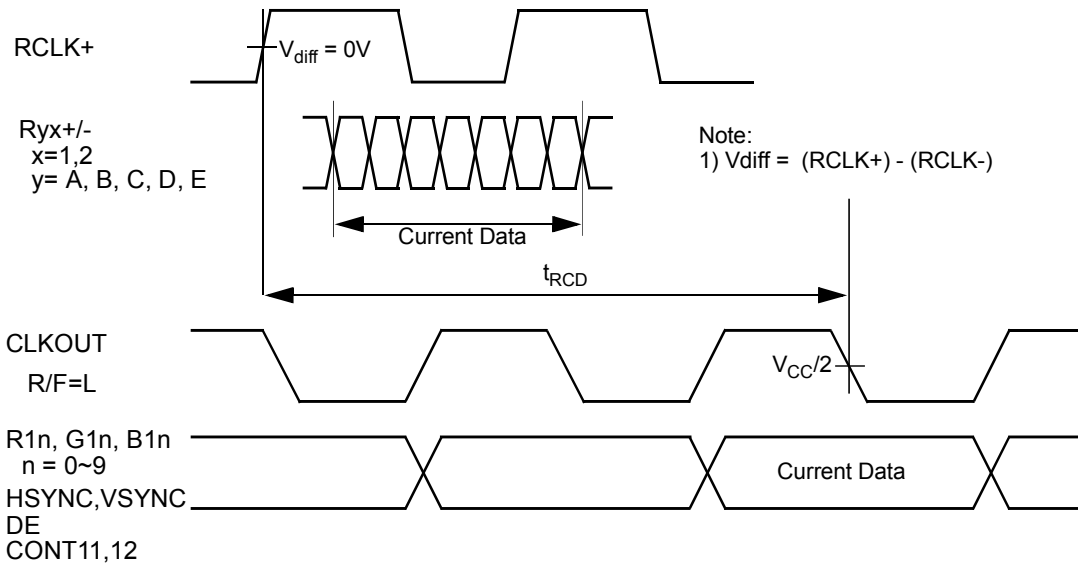 RCLK+
Vdiff = 0V
Ryx+/-
x=1,2
y= A, B, C, D, E
Note:
1) Vdiff = (RCLK+) - (RCLK-)
Current Data
tRCD
CLKOUT
R/F=L
VCC/2
R1n, G1n, B1n
n = 0~9
Current Data
HSYNC,VSYNC
DE
CONT11,12